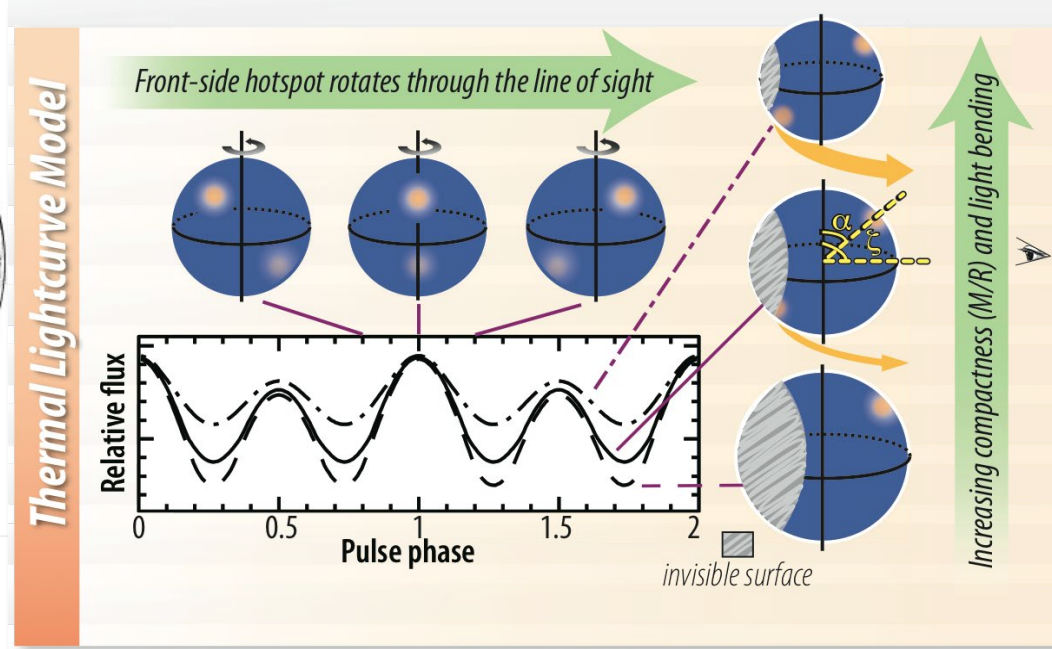 Thermal Lightcurve Model
Front-side hotspot rotates through the line of sight
α
ζ
Increasing compactness (M/R) and light bending
Relative flux
0
0.5
1
1.5
2
Pulse phase
invisible surface